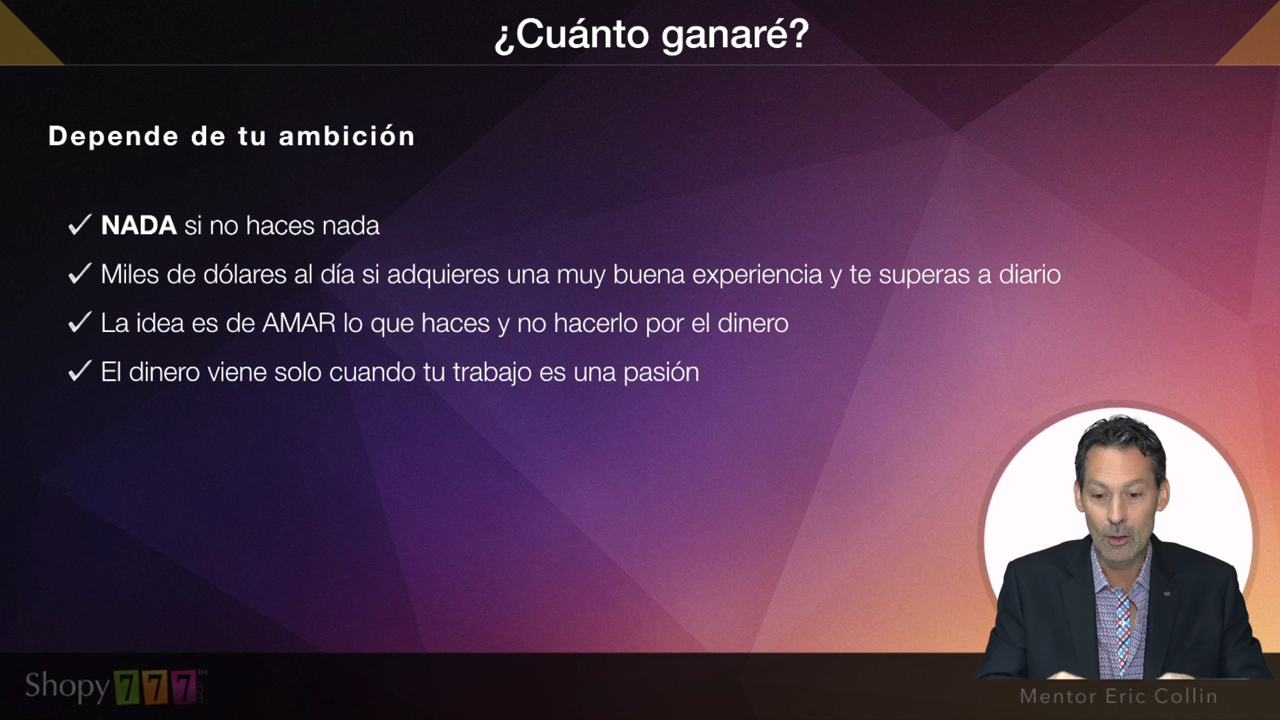 ¿Cuánto ganaré?
Depende de tu ambición
✓ NADA si no haces nada
✓ Miles de dólares al día si adquieres una muy buena experiencia y te superas a diario
✓ La idea es de AMAR lo que haces y no hacerlo por el dinero
✓ El dinero viene solo cuando tu trabajo es una pasión
Shopy 777™
Mentor Eric Collin